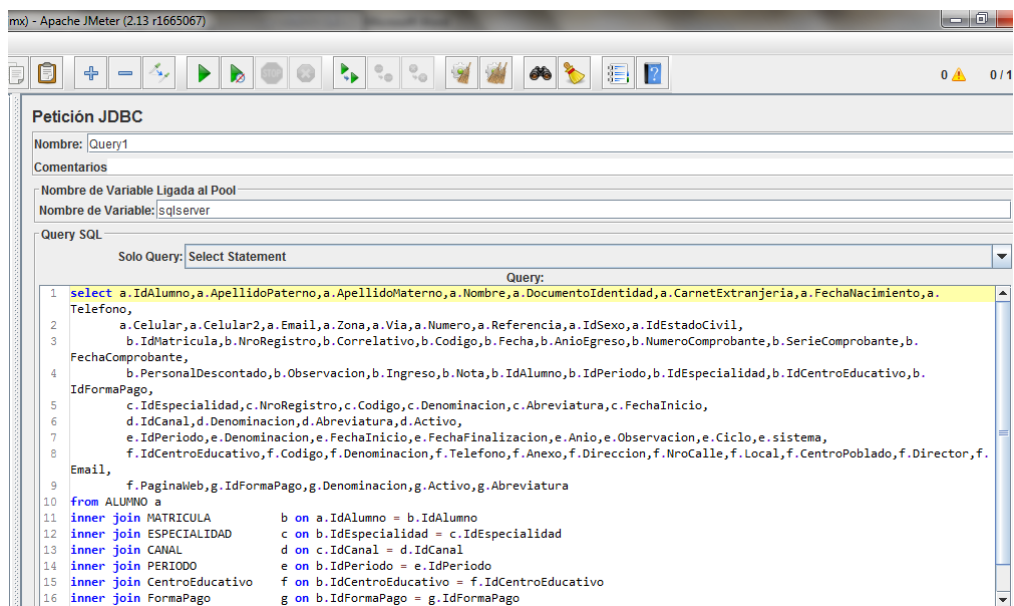 mx) - Apache JMeter (2.13 r1665067)
0 0 / 1
Petición JDBC
Nombre: Query1
Comentarios
Nombre de Variable Ligada al Pool
Nombre de Variable: sqlserver
Query SQL
Solo Query: Select Statement
Query:
1 select a.IdAlumno,a.ApellidoPaterno,a.ApellidoMaterno,a.Nombre,a.DocumentoIdentidad,a.CarnetExtranjeria,a.FechaNacimiento,a.
Telefono,
2 a.Celular,a.Celular2,a.Email,a.Zona,a.Via,a.Numero,a.Referencia,a.IdSexo,a.IdEstadoCivil,
3 b.IdMatricula,b.NroRegistro,b.Correlativo,b.Codigo,b.Fecha,b.AnioEgreso,b.NumeroComprobante,b.SerieComprobante,b.
FechaComprobante,
4 b.PersonalDescontado,b.Observacion,b.Ingreso,b.Nota,b.IdAlumno,b.IdPeriodo,b.IdEspecialidad,b.IdCentroEducativo,b.
IdFormaPago,
5 c.IdEspecialidad,c.NroRegistro,c.Codigo,c.Denominacion,c.Abreviatura,c.FechaInicio,
6 d.IdCanal,d.Denominacion,d.Abreviatura,d.Activo,
7 e.IdPeriodo,e.Denominacion,e.FechaInicio,e.FechaFinalizacion,e.Anio,e.Observacion,e.Ciclo,e.sistema,
8 f.IdCentroEducativo,f.Codigo,f.Denominacion,f.Telefono,f.Anexo,f.Direccion,f.NroCalle,f.Local,f.CentroPoblado,f.Director,f.
Email,
9 f.PaginaWeb,g.IdFormaPago,g.Denominacion,g.Activo,g.Abreviatura
10 from ALUMNO a
11 inner join MATRICULA b on a.IdAlumno = b.IdAlumno
12 inner join ESPECIALIDAD c on b.IdEspecialidad = c.IdEspecialidad
13 inner join CANAL d on c.IdCanal = d.IdCanal
14 inner join PERIODO e on b.IdPeriodo = e.IdPeriodo
15 inner join CentroEducativo f on b.IdCentroEducativo = f.IdCentroEducativo
16 inner join FormaPago g on b.IdFormaPago = g.IdFormaPago